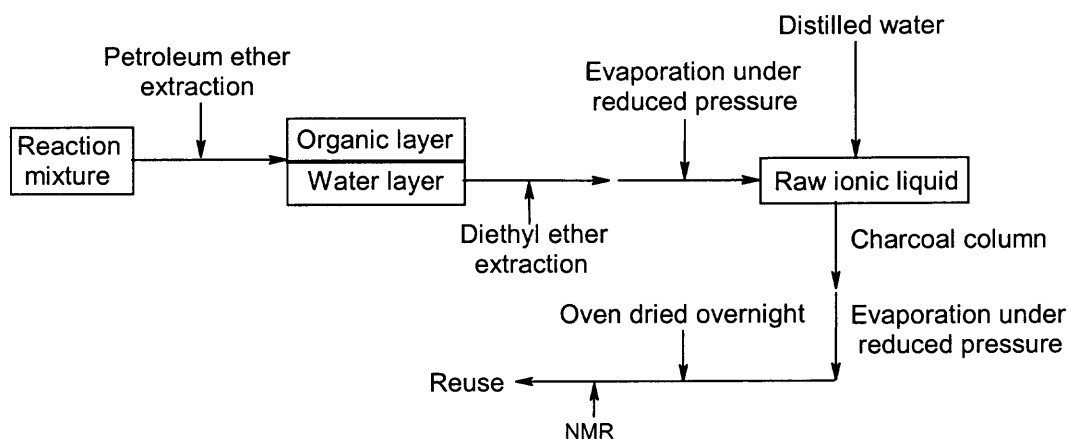 Distilled water
Petroleum ether
extraction
Evaporation under
reduced pressure
Reaction
mixture
Organic layer
Water layer
Raw ionic liquid
Diethyl ether
extraction
Charcoal column
Oven dried overnight
Evaporation under
reduced pressure
Reuse
NMR